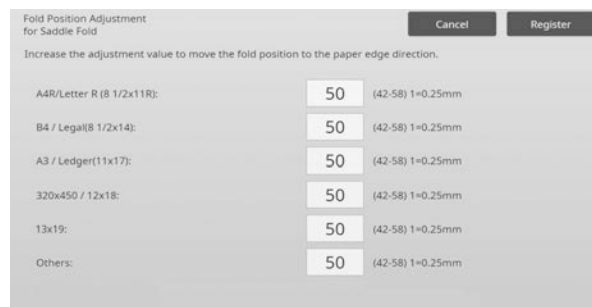 Fold Position Adjustment
for Saddle Fold
Cancel
Register
Increase the adjustment value to move the fold position to the paper edge direction.
A4R/Letter R (8 1/2x11R): 50 (42-58) 1=0.25mm
B4 / Legal(8 1/2x14): 50 (42-58) 1=0.25mm
A3 / Ledger(11x17): 50 (42-58) 1=0.25mm
320x450 / 12x18: 50 (42-58) 1=0.25mm
13x19: 50 (42-58) 1=0.25mm
Others: 50 (42-58) 1=0.25mm